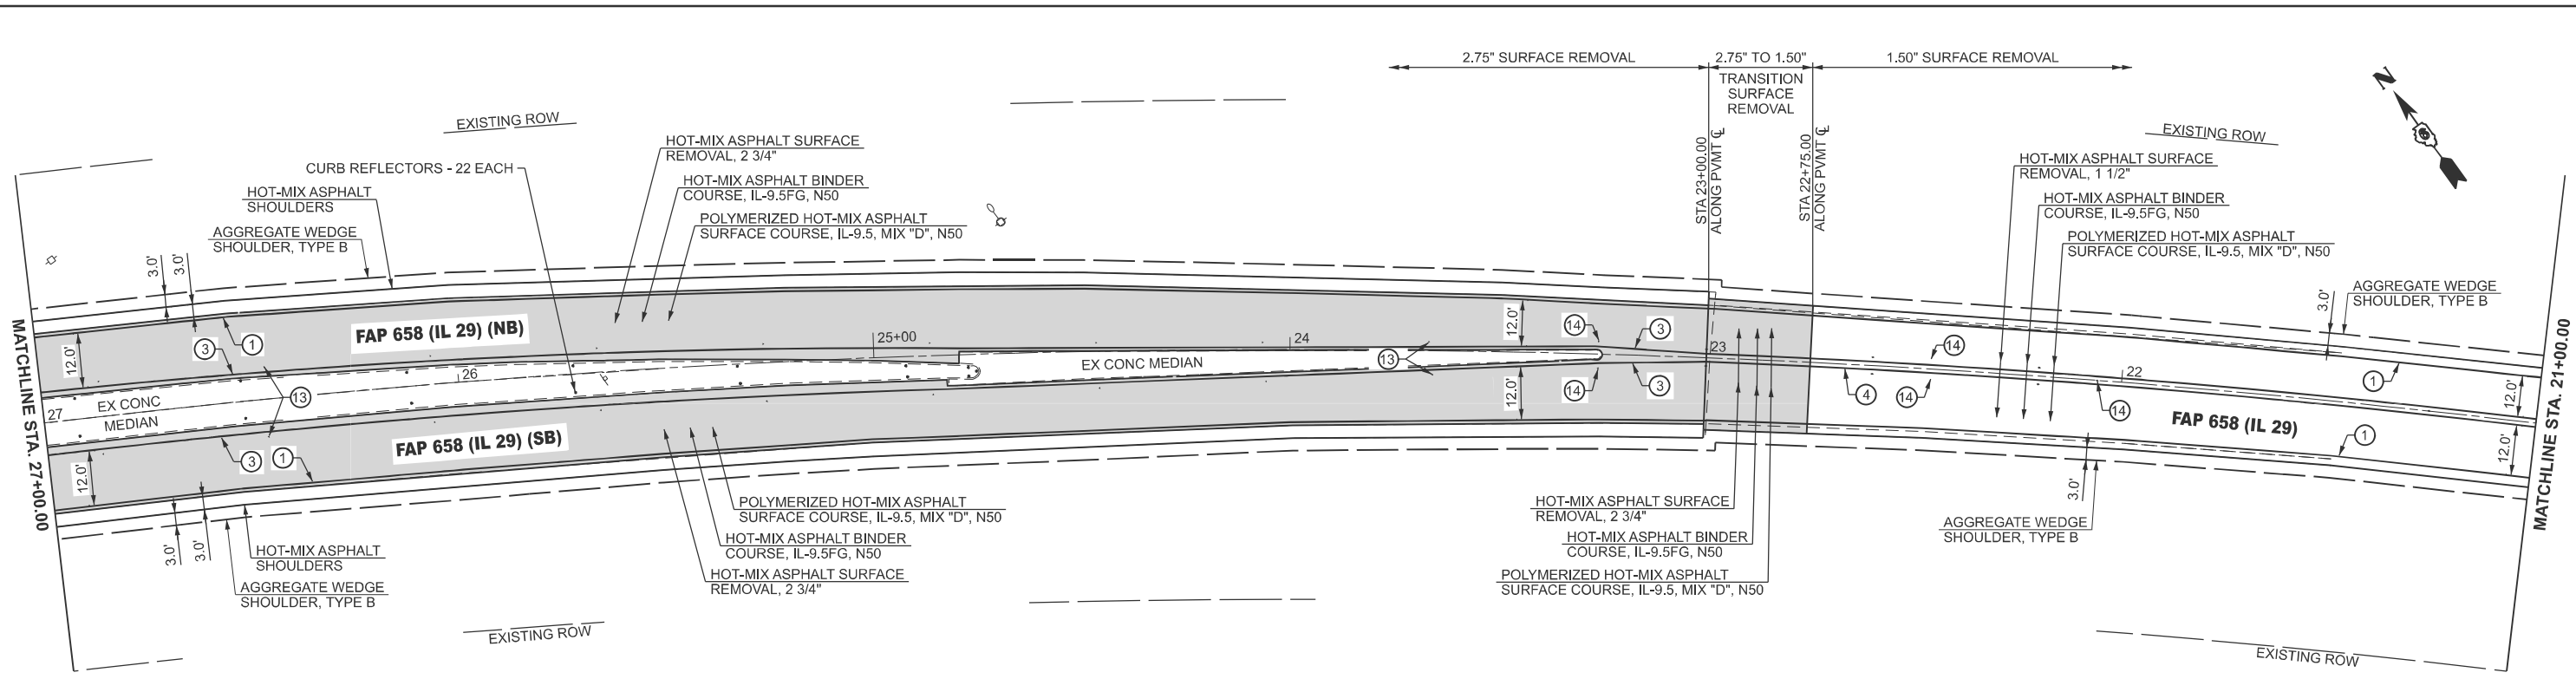 2.75" SURFACE REMOVAL
2.75" TO 1.50"
TRANSITION
SURFACE
REMOVAL
1.50" SURFACE REMOVAL
N
STA 23+00.00
ALONG PVMT ℄
STA 22+75.00
ALONG PVMT ℄
EXISTING ROW
EXISTING ROW
CURB REFLECTORS - 22 EACH
HOT-MIX ASPHALT
SHOULDERS
AGGREGATE WEDGE
SHOULDER, TYPE B
HOT-MIX ASPHALT SURFACE
REMOVAL, 2 3/4"
HOT-MIX ASPHALT BINDER
COURSE, IL-9.5FG, N50
POLYMERIZED HOT-MIX ASPHALT
SURFACE COURSE, IL-9.5, MIX "D", N50
HOT-MIX ASPHALT SURFACE
REMOVAL, 1 1/2"
HOT-MIX ASPHALT BINDER
COURSE, IL-9.5FG, N50
POLYMERIZED HOT-MIX ASPHALT
SURFACE COURSE, IL-9.5, MIX "D", N50
AGGREGATE WEDGE
SHOULDER, TYPE B
3.0'
3.0'
3.0'
MATCHLINE STA. 27+00.00
12.0'
3
1
FAP 658 (IL 29) (NB)
25+00
24
12.0'
14
3
23
14
1
12.0'
MATCHLINE STA. 21+00.00
27
EX CONC
MEDIAN
13
26
EX CONC MEDIAN
13
14
3
4
14
22
14
12.0'
3
1
FAP 658 (IL 29) (SB)
12.0'
FAP 658 (IL 29)
1
12.0'
3.0'
3.0'
3.0'
HOT-MIX ASPHALT
SHOULDERS
AGGREGATE WEDGE
SHOULDER, TYPE B
POLYMERIZED HOT-MIX ASPHALT
SURFACE COURSE, IL-9.5, MIX "D", N50
HOT-MIX ASPHALT BINDER
COURSE, IL-9.5FG, N50
HOT-MIX ASPHALT SURFACE
REMOVAL, 2 3/4"
HOT-MIX ASPHALT SURFACE
REMOVAL, 2 3/4"
HOT-MIX ASPHALT BINDER
COURSE, IL-9.5FG, N50
POLYMERIZED HOT-MIX ASPHALT
SURFACE COURSE, IL-9.5, MIX "D", N50
AGGREGATE WEDGE
SHOULDER, TYPE B
EXISTING ROW
EXISTING ROW